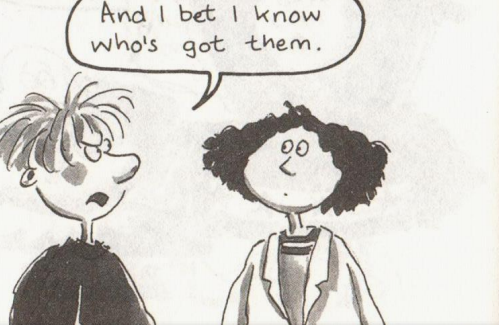 And I bet I know
who's got them.